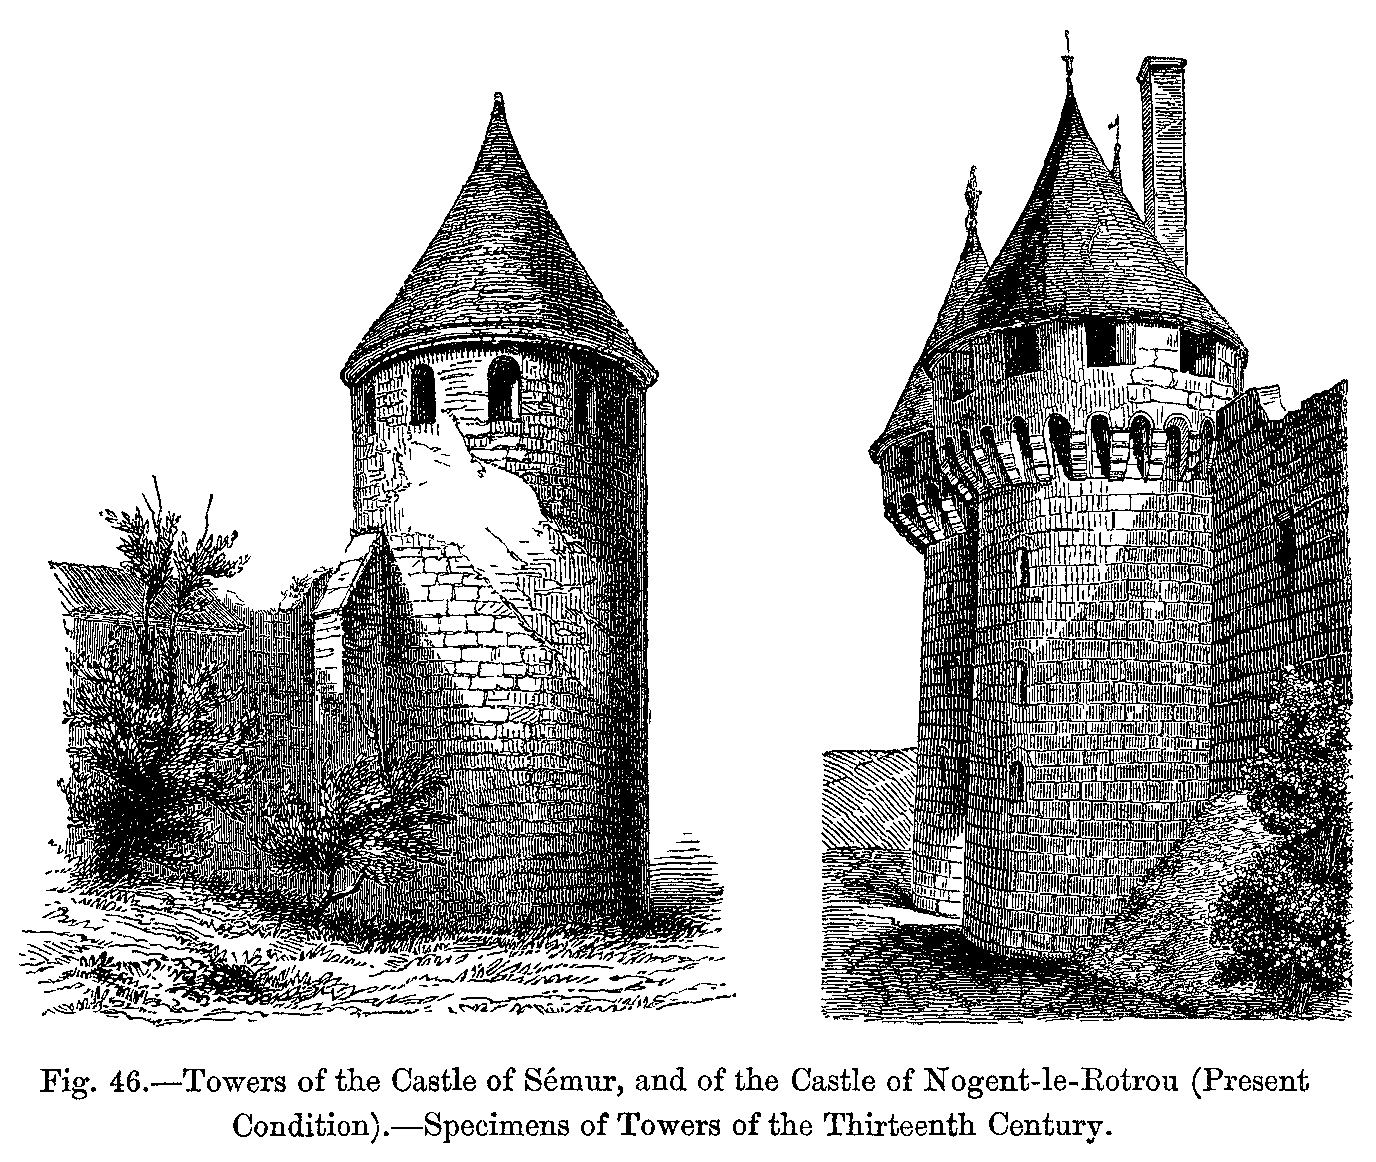 Fig. 46.—Towers of the Castle of Sémur, and of the Castle of Nogent-le-Rotrou (Present
Condition).—Specimens of Towers of the Thirteenth Century.